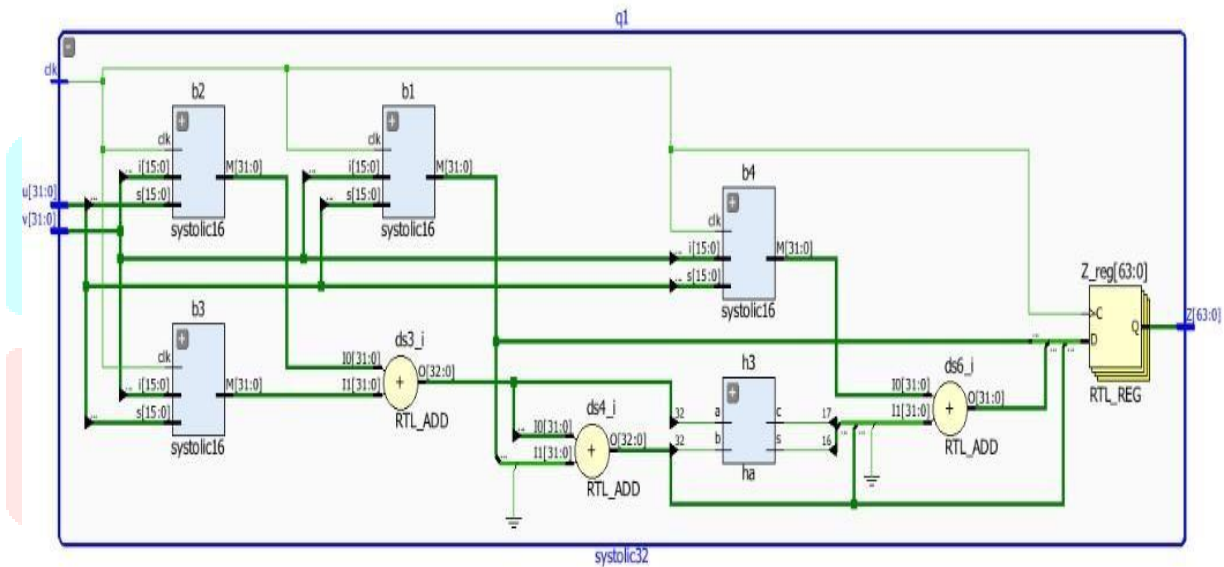 q1
clk
u[31:0]
v[31:0]
b2
clk
i[15:0]
s[15:0]
M[31:0]
systolic16
b1
clk
i[15:0]
s[15:0]
M[31:0]
systolic16
b4
clk
i[15:0]
s[15:0]
M[31:0]
systolic16
b3
clk
i[15:0]
s[15:0]
M[31:0]
systolic16
ds3_i
I0[31:0]
I1[31:0]
+
O[32:0]
RTL_ADD
ds4_i
I0[31:0]
I1[31:0]
+
O[32:0]
RTL_ADD
h3
32
a
32
b
c
17
s
16
ha
ds6_i
I0[31:0]
I1[31:0]
+
O[31:0]
RTL_ADD
Z_reg[63:0]
C
D
Q
RTL_REG
Z[63:0]
systolic32